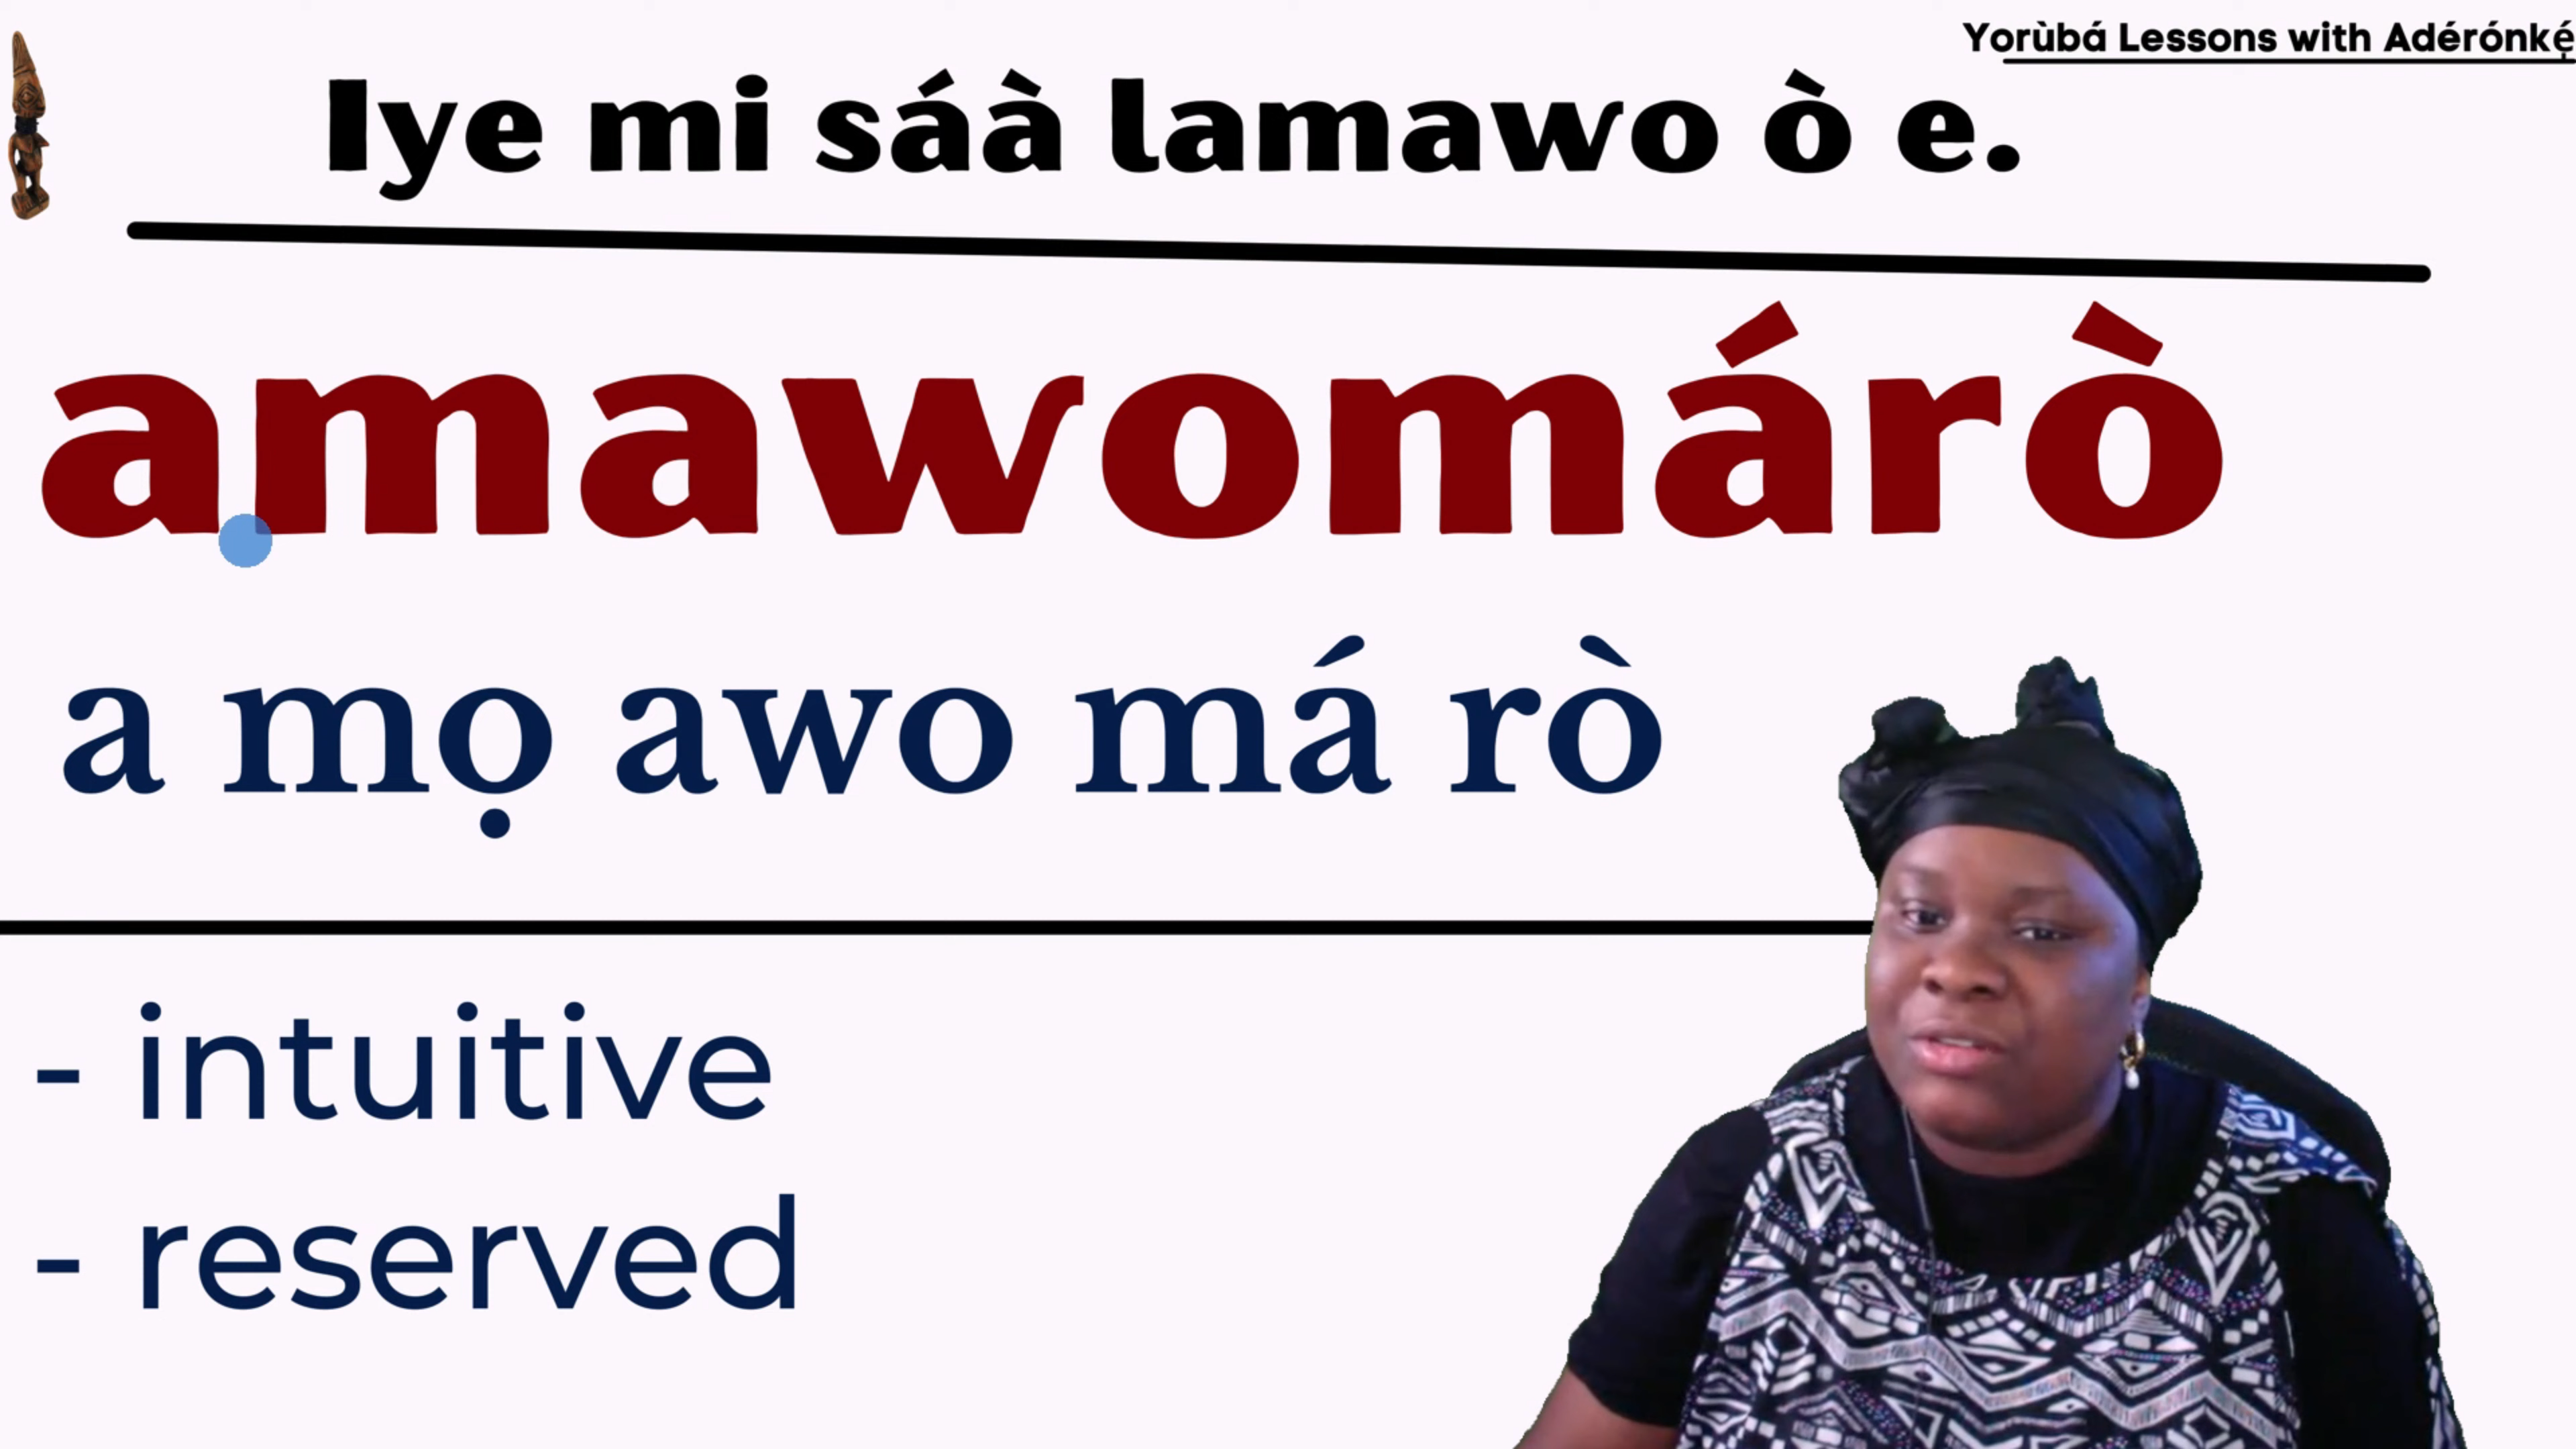 Yorùbá Lessons with Adérónkẹ́
Iye mi sáà lamawo ò e.
amawomárò
a mọ awo má rò
- intuitive
- reserved